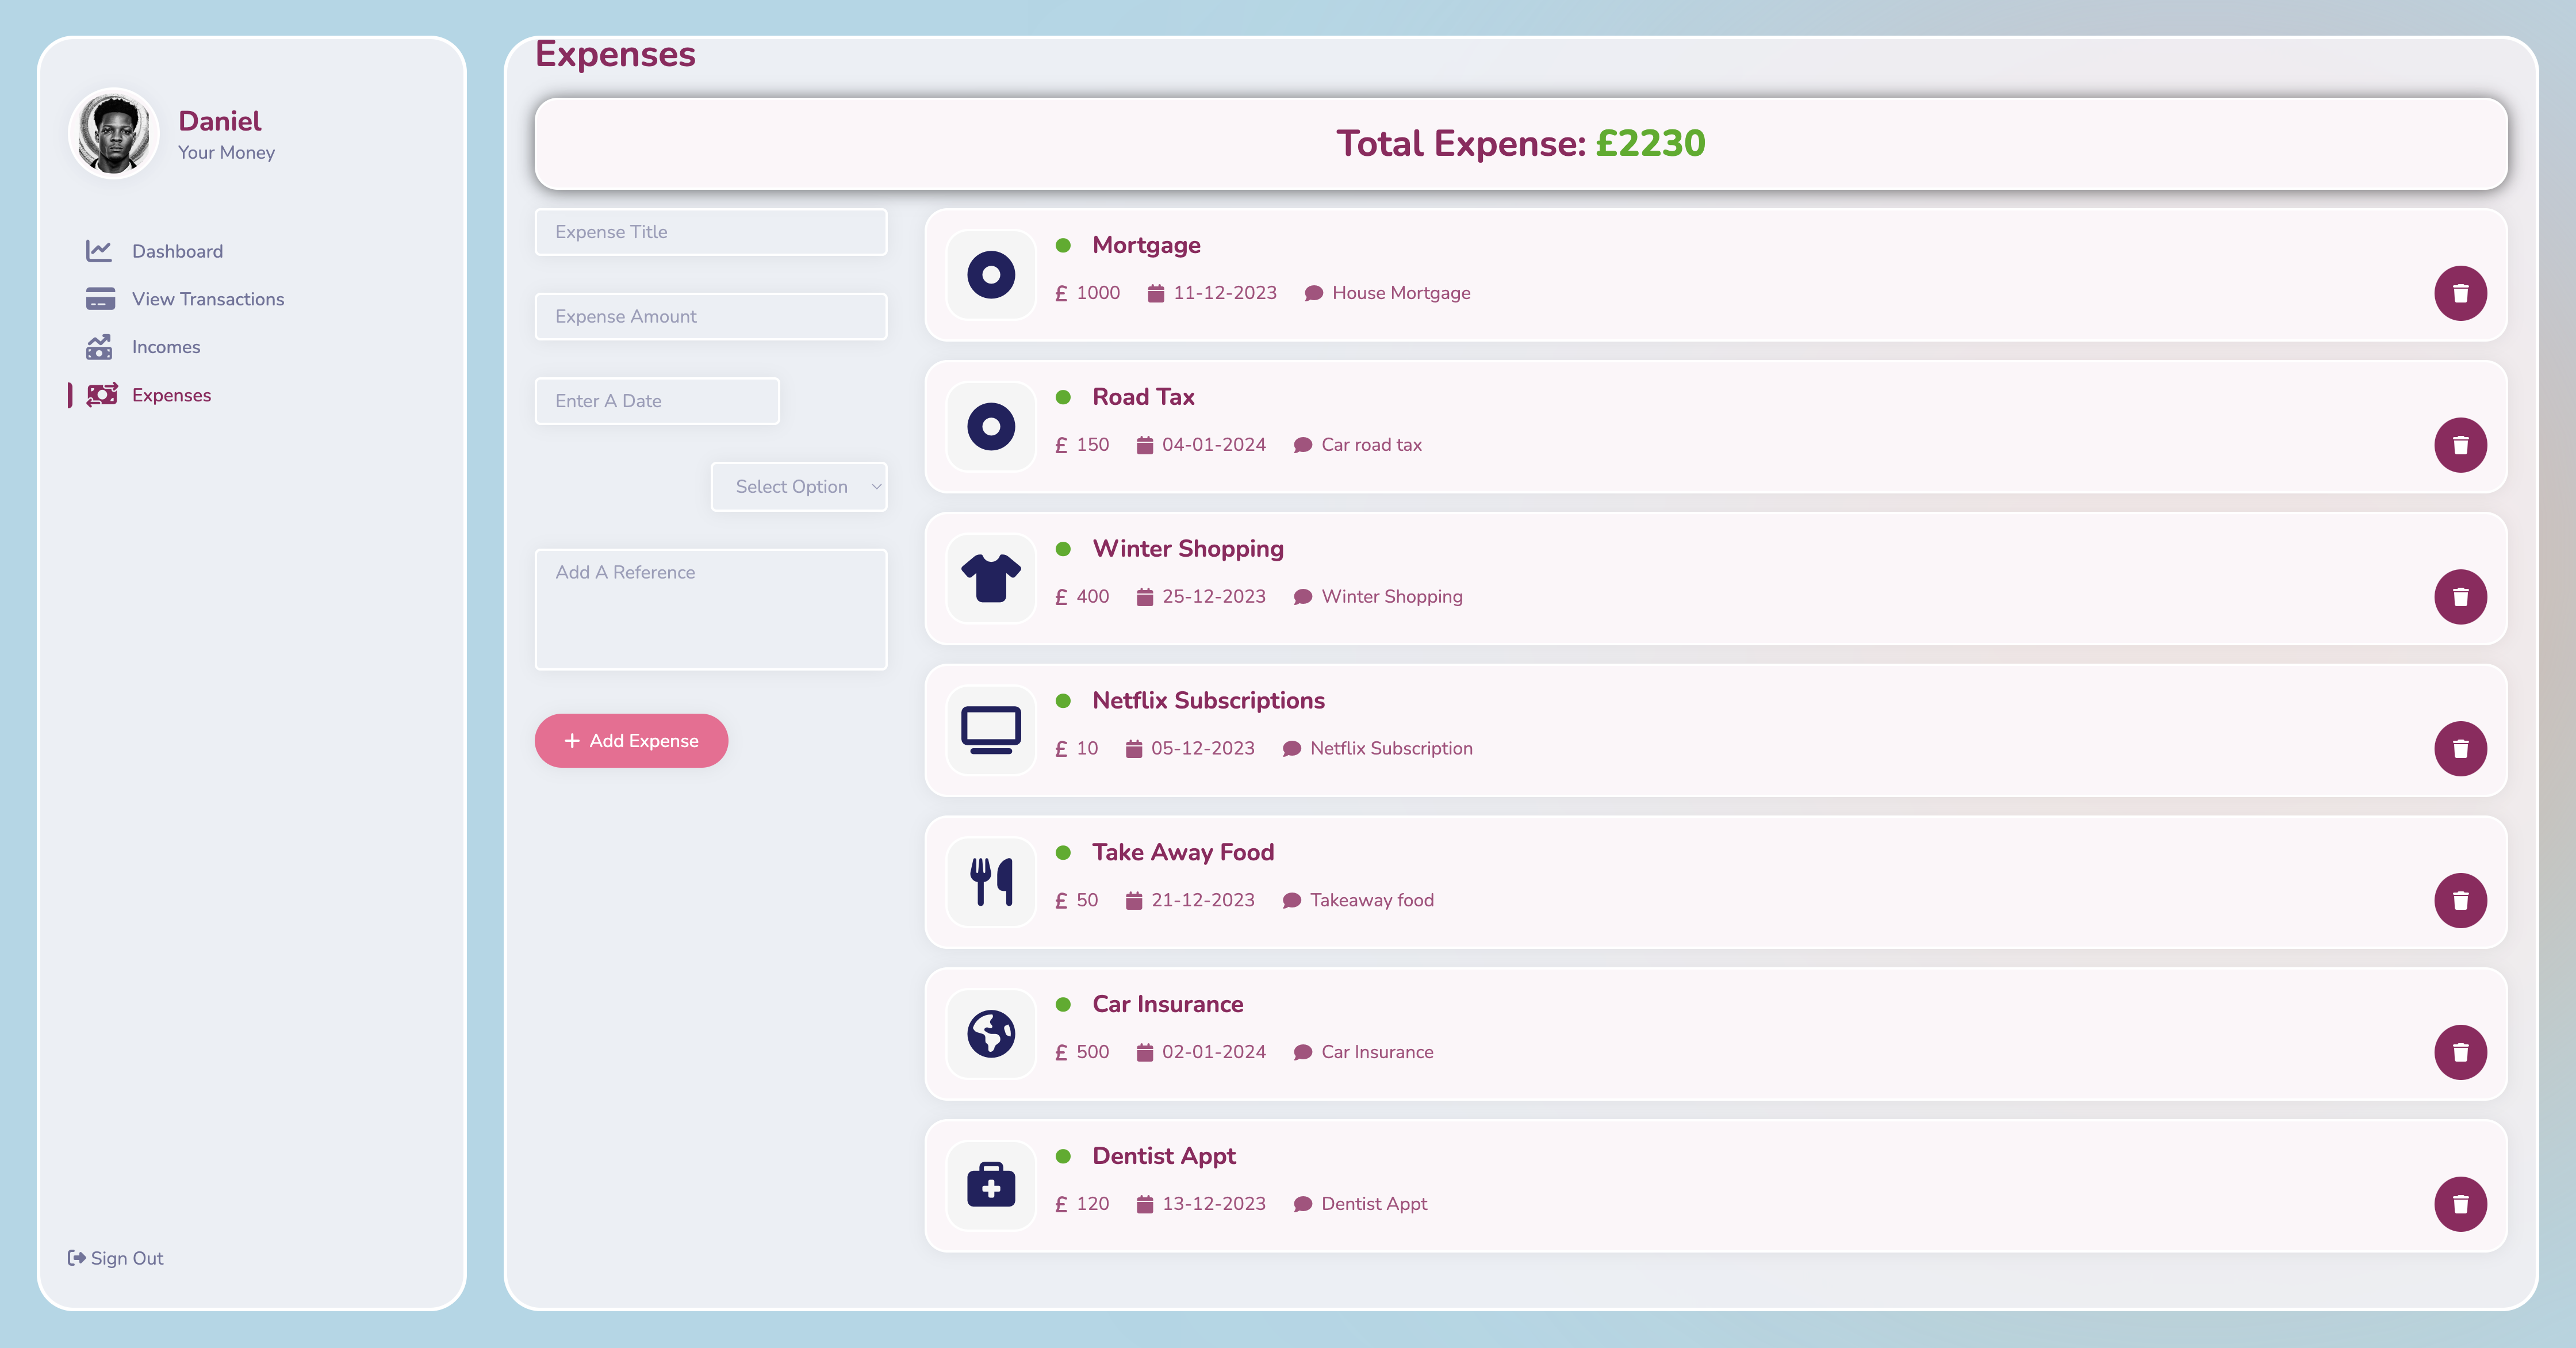 Daniel
Your Money
Dashboard
View Transactions
Incomes
Expenses
Sign Out
Expenses
Total Expense: £2230
Expense Title
Expense Amount
Enter A Date
Select Option
Add A Reference
+ Add Expense
Mortgage
£ 1000 11-12-2023 House Mortgage
Road Tax
£ 150 04-01-2024 Car road tax
Winter Shopping
£ 400 25-12-2023 Winter Shopping
Netflix Subscriptions
£ 10 05-12-2023 Netflix Subscription
Take Away Food
£ 50 21-12-2023 Takeaway food
Car Insurance
£ 500 02-01-2024 Car Insurance
Dentist Appt
£ 120 13-12-2023 Dentist Appt